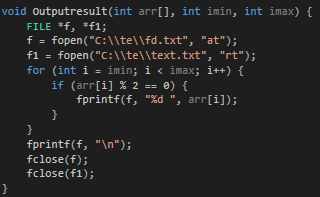 void Outputresult(int arr[], int imin, int imax) {
    FILE *f, *f1;
    f = fopen("C:\\te\\fd.txt", "at");
    f1 = fopen("C:\\te\\text.txt", "rt");
    for (int i = imin; i < imax; i++) {
        if (arr[i] % 2 == 0) {
            fprintf(f, "%d ", arr[i]);
        }
    }
    fprintf(f, "\n");
    fclose(f);
    fclose(f1);
}